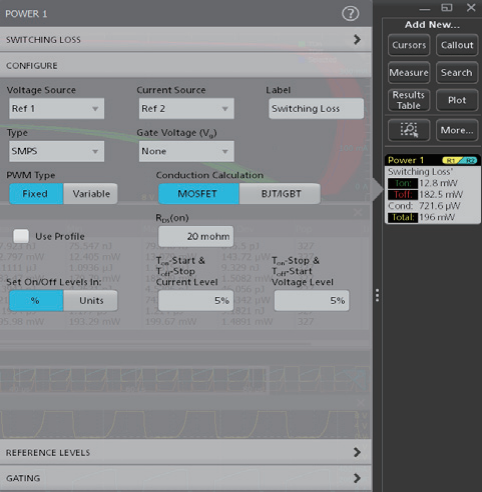 POWER 1
?
SWITCHING LOSS
CONFIGURE
Voltage Source
Current Source
Label
Ref 1
Ref 2
Switching Loss
Type
Gate Voltage (Vg)
SMPS
None
PWM Type
Conduction Calculation
Fixed
Variable
MOSFET
BJT/IGBT
RDS(on)
Use Profile
20 mohm
Ton-Start &
Toff-Stop
Current Level
Ton-Stop &
Toff-Start
Voltage Level
Set On/Off Levels In:
%
Units
5%
5%
REFERENCE LEVELS
GATING
Add New...
Cursors
Callout
Measure
Search
Results
Table
Plot
More...
Power 1
R1
R2
Switching Loss'
Ton: 12.8 mW
Toff: 182.5 mW
Cond: 721.6 µW
Total: 196 mW